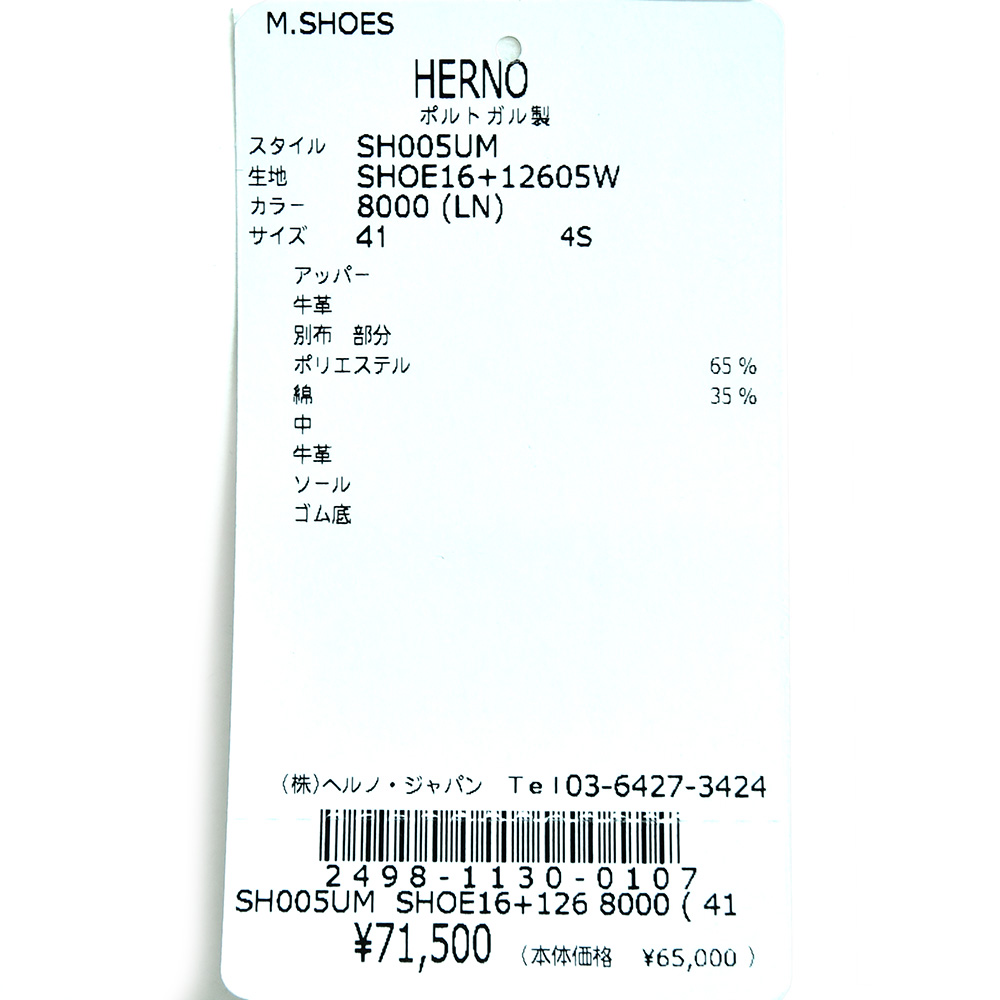 M.SHOES
HERNO
ポルトガル製
スタイル SH005UM
生地 SHOE16+12605W
カラー 8000 (LN)
サイズ 41 4S
アッパー
牛革
別布 部分
ポリエステル 65 %
綿 35 %
中
牛革
ソール
ゴム底
(株)ヘルノ・ジャパン Tel03-6427-3424
2498-1130-0107
SH005UM SHOE16+126 8000 ( 41
¥71,500 (本体価格 ¥65,000 )